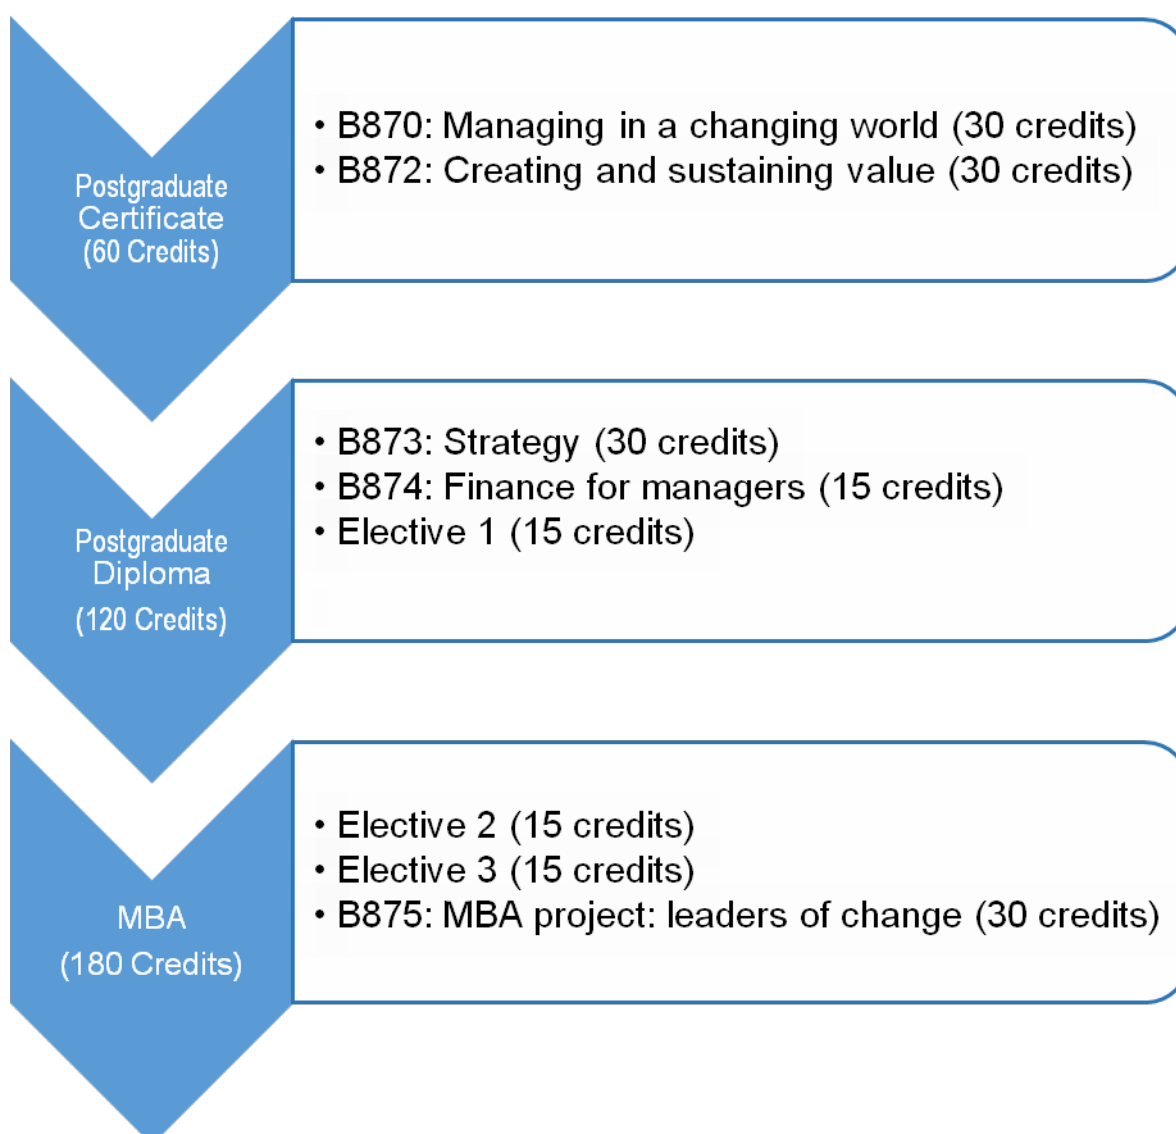 Postgraduate
Certificate
(60 Credits)
• B870: Managing in a changing world (30 credits)
• B872: Creating and sustaining value (30 credits)
Postgraduate
Diploma
(120 Credits)
• B873: Strategy (30 credits)
• B874: Finance for managers (15 credits)
• Elective 1 (15 credits)
MBA
(180 Credits)
• Elective 2 (15 credits)
• Elective 3 (15 credits)
• B875: MBA project: leaders of change (30 credits)